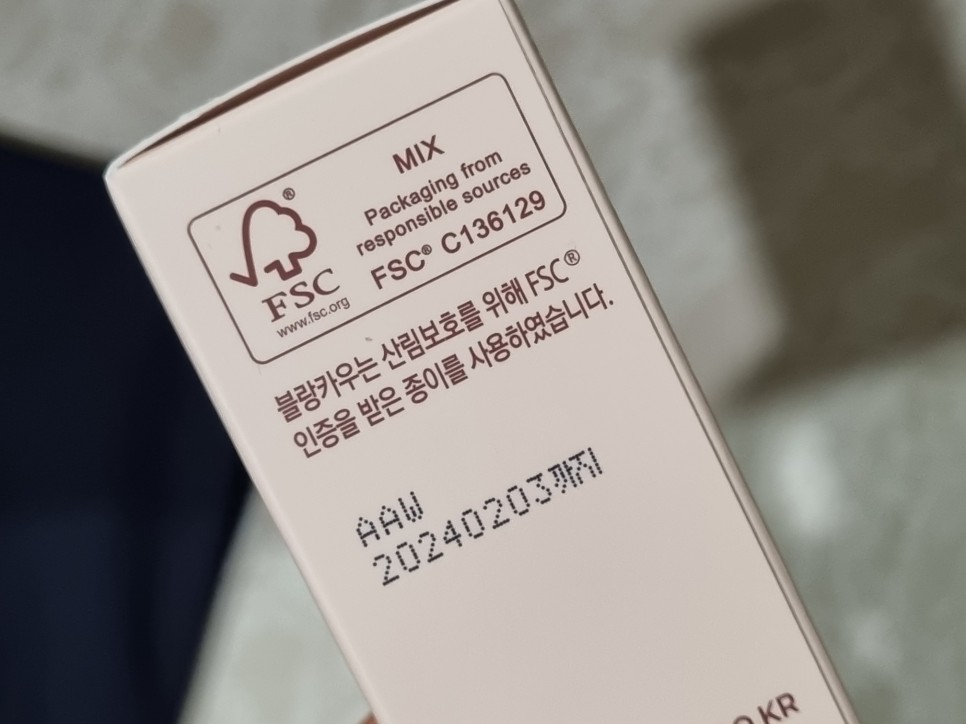 MIX
Packaging from
responsible sources
FSC® C136129
®
FSC
www.fsc.org
블랑카우는 산림보호를 위해 FSC®
인증을 받은 종이를 사용하였습니다.
AAW
20240203까지
KR